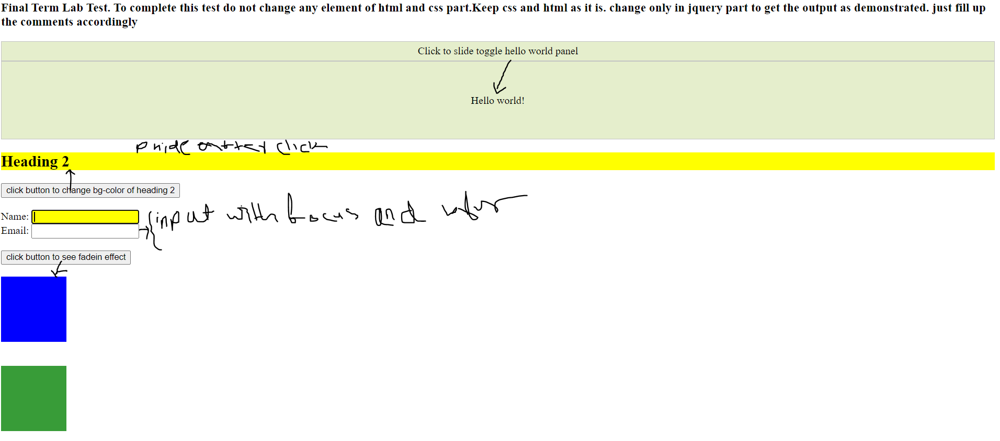 Final Term Lab Test. To complete this test do not change any element of html and css part.Keep css and html as it is. change only in jquery part to get the output as demonstrated. just fill up
the comments accordingly
Click to slide toggle hello world panel
Hello world!
P hide click
Heading 2
click button to change bg-color of heading 2
input with focus and
Name:
Email:
click button to see fadein effect